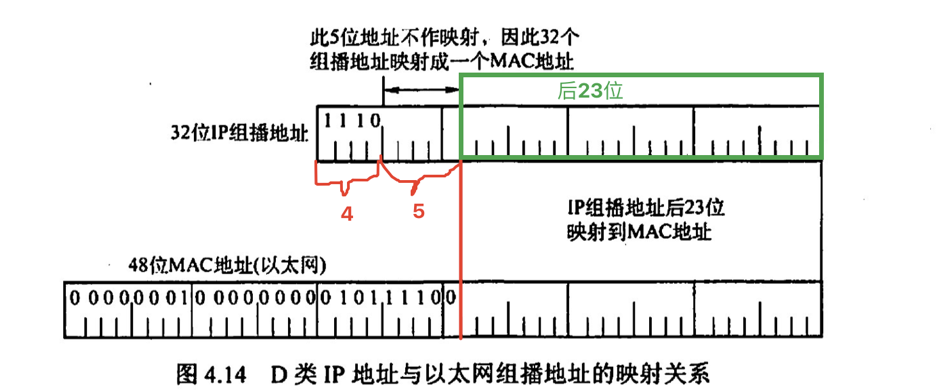 此5位地址不作映射，因此32个
组播地址映射成一个MAC地址
后23位
1 1 1 0
32位IP组播地址
4
5
IP组播地址后23位
映射到MAC地址
48位MAC地址(以太网)
0 0 0 0 0 0 0 1 0 0 0 0 0 0 0 0 0 1 0 1 1 1 1 0 0
图 4.14 D 类 IP 地址与以太网组播地址的映射关系